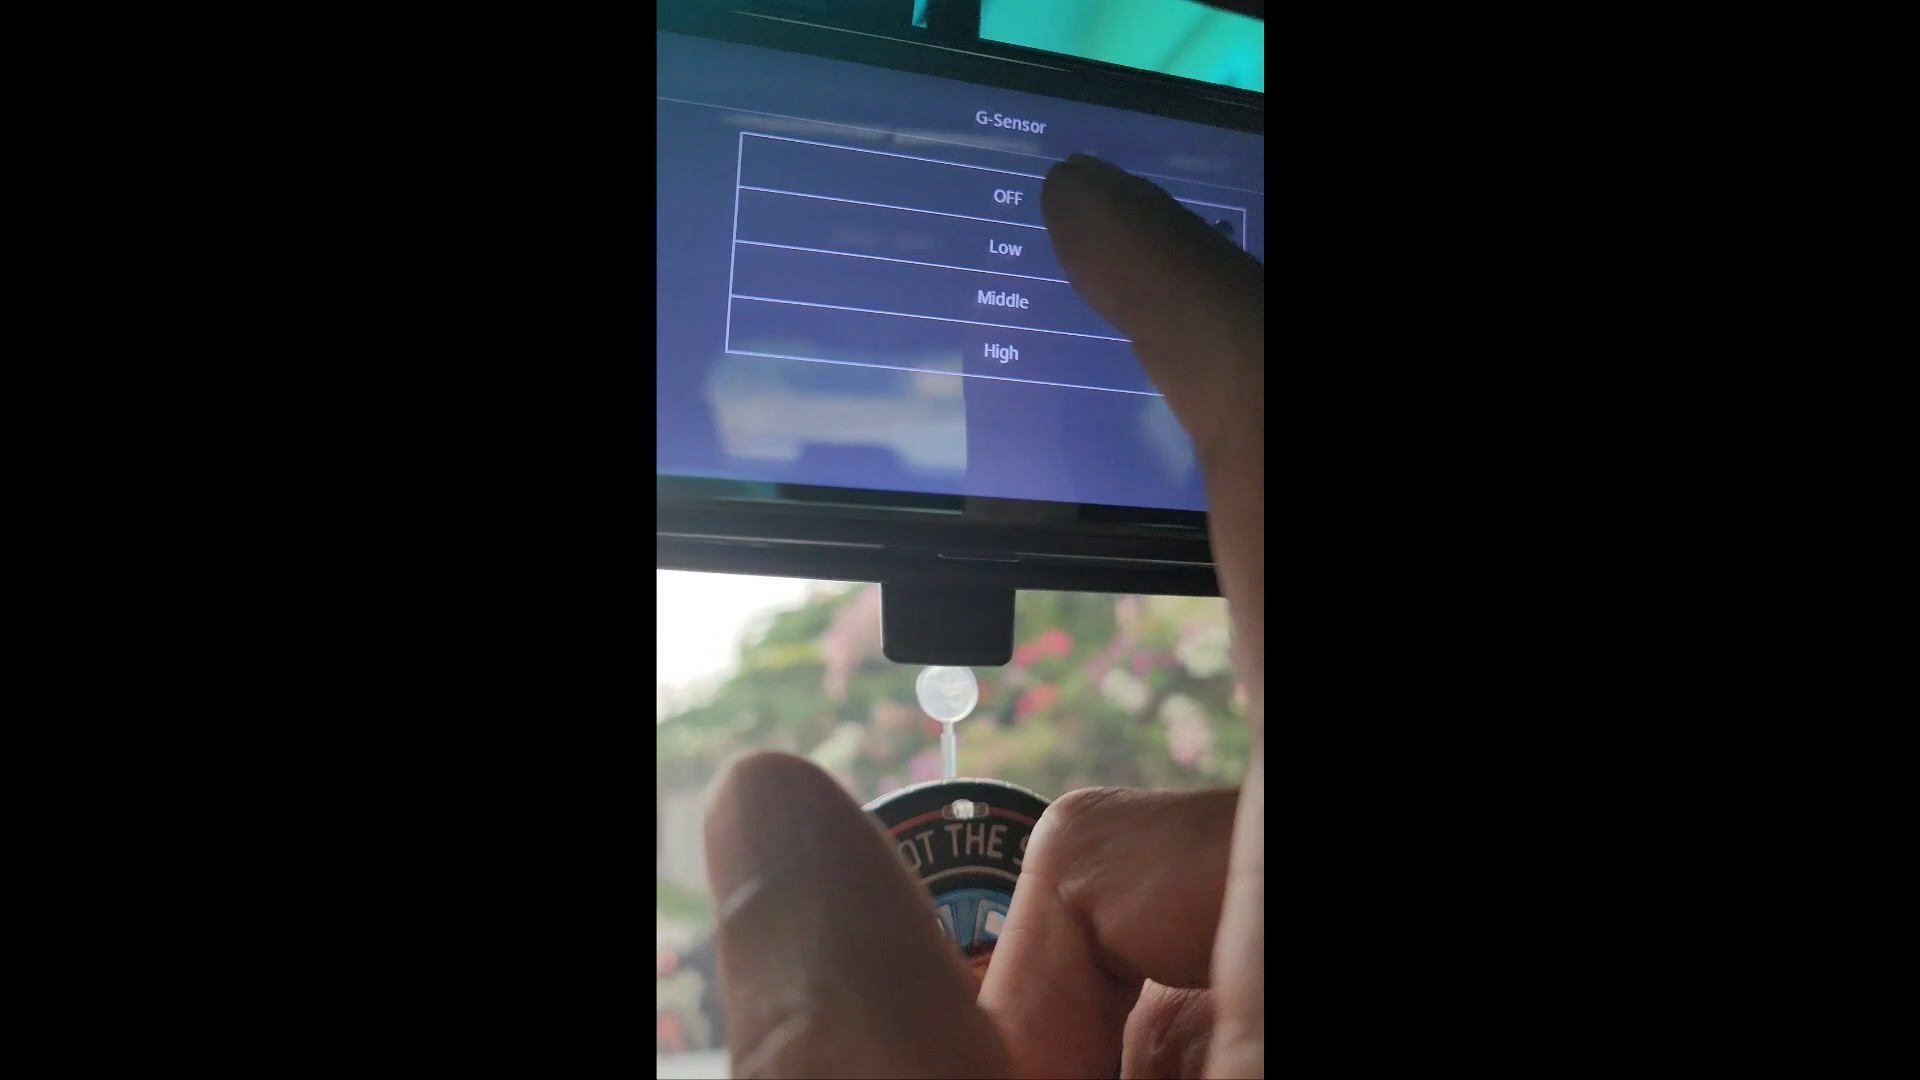 G-Sensor
OFF
Low
Middle
High
OT THE S